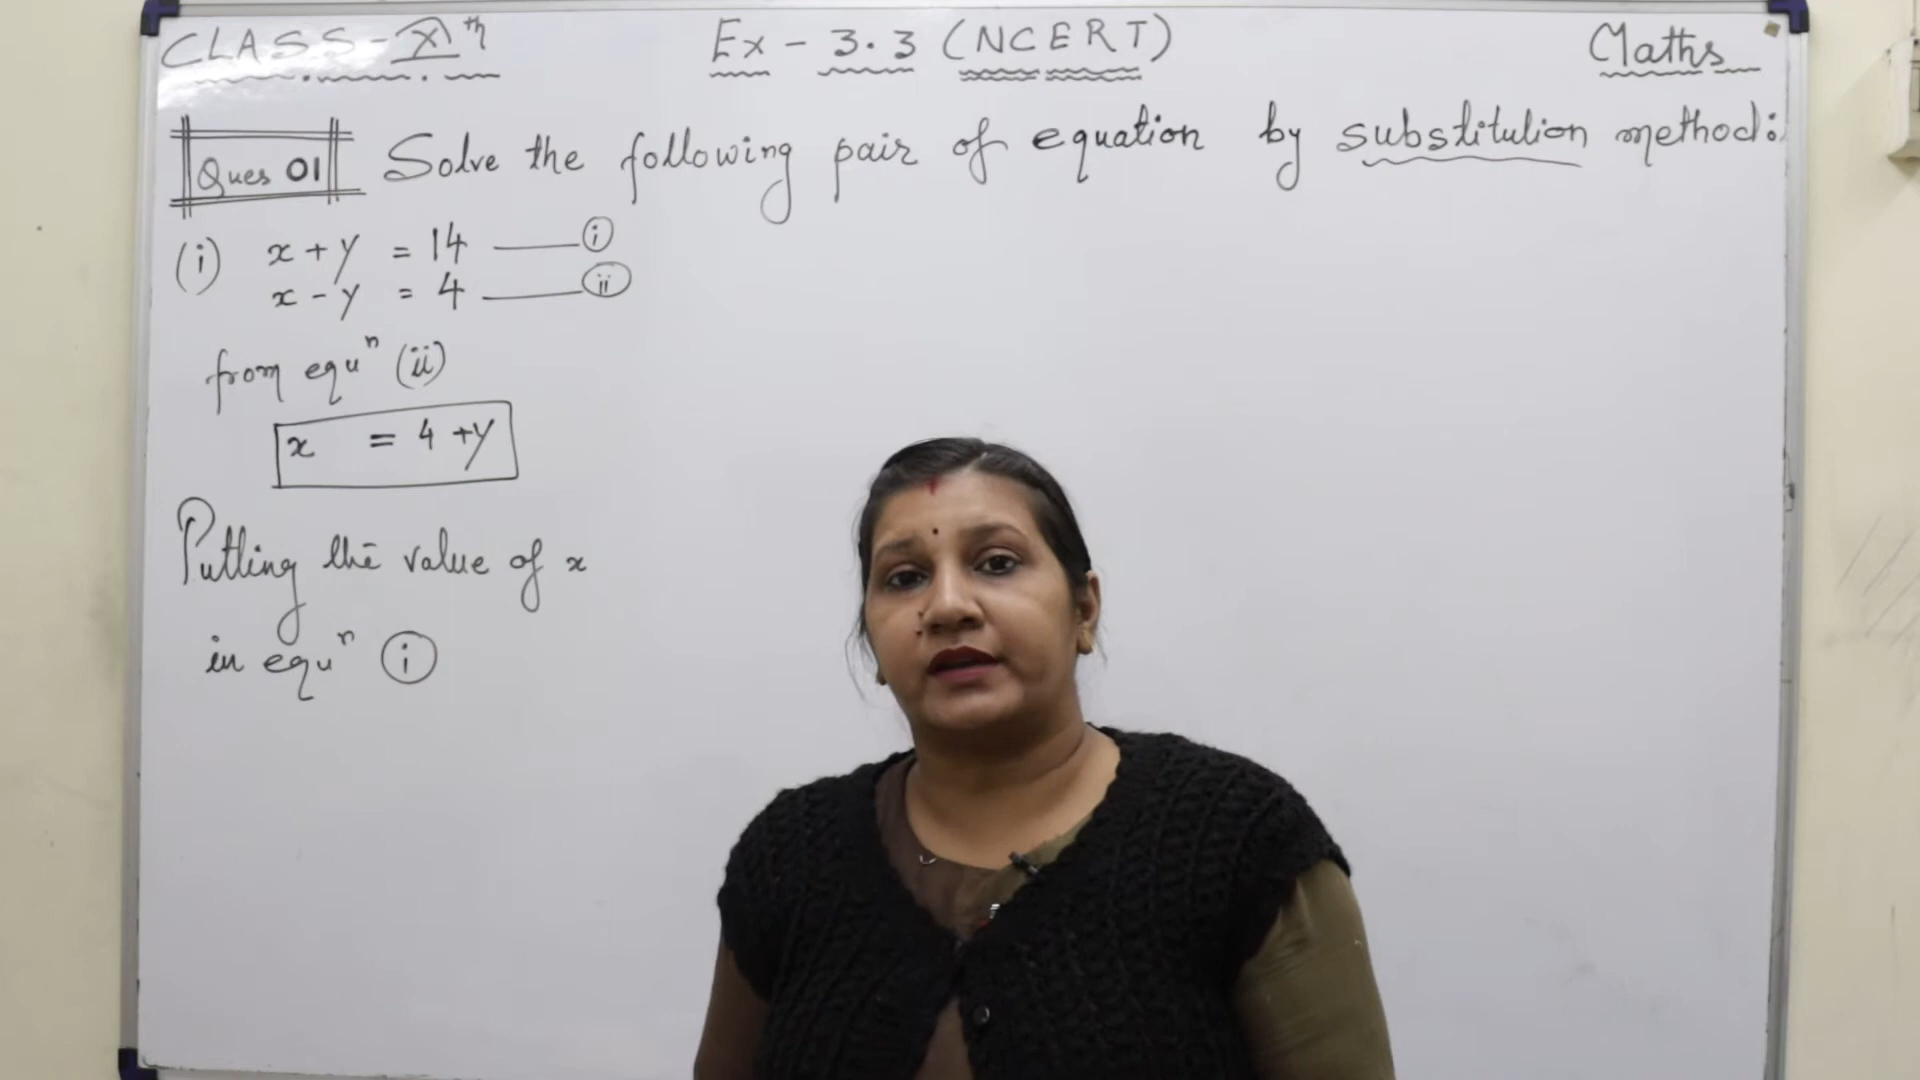 CLASS-Xth Ex-3.3 (NCERT) Maths
Ques 01 Solve the following pair of equation by substitution method:
(i) x+y = 14 —— (i)
x-y = 4 —— (ii)
from equⁿ (ii)
x = 4+y
Putting the value of x
in equⁿ (i)